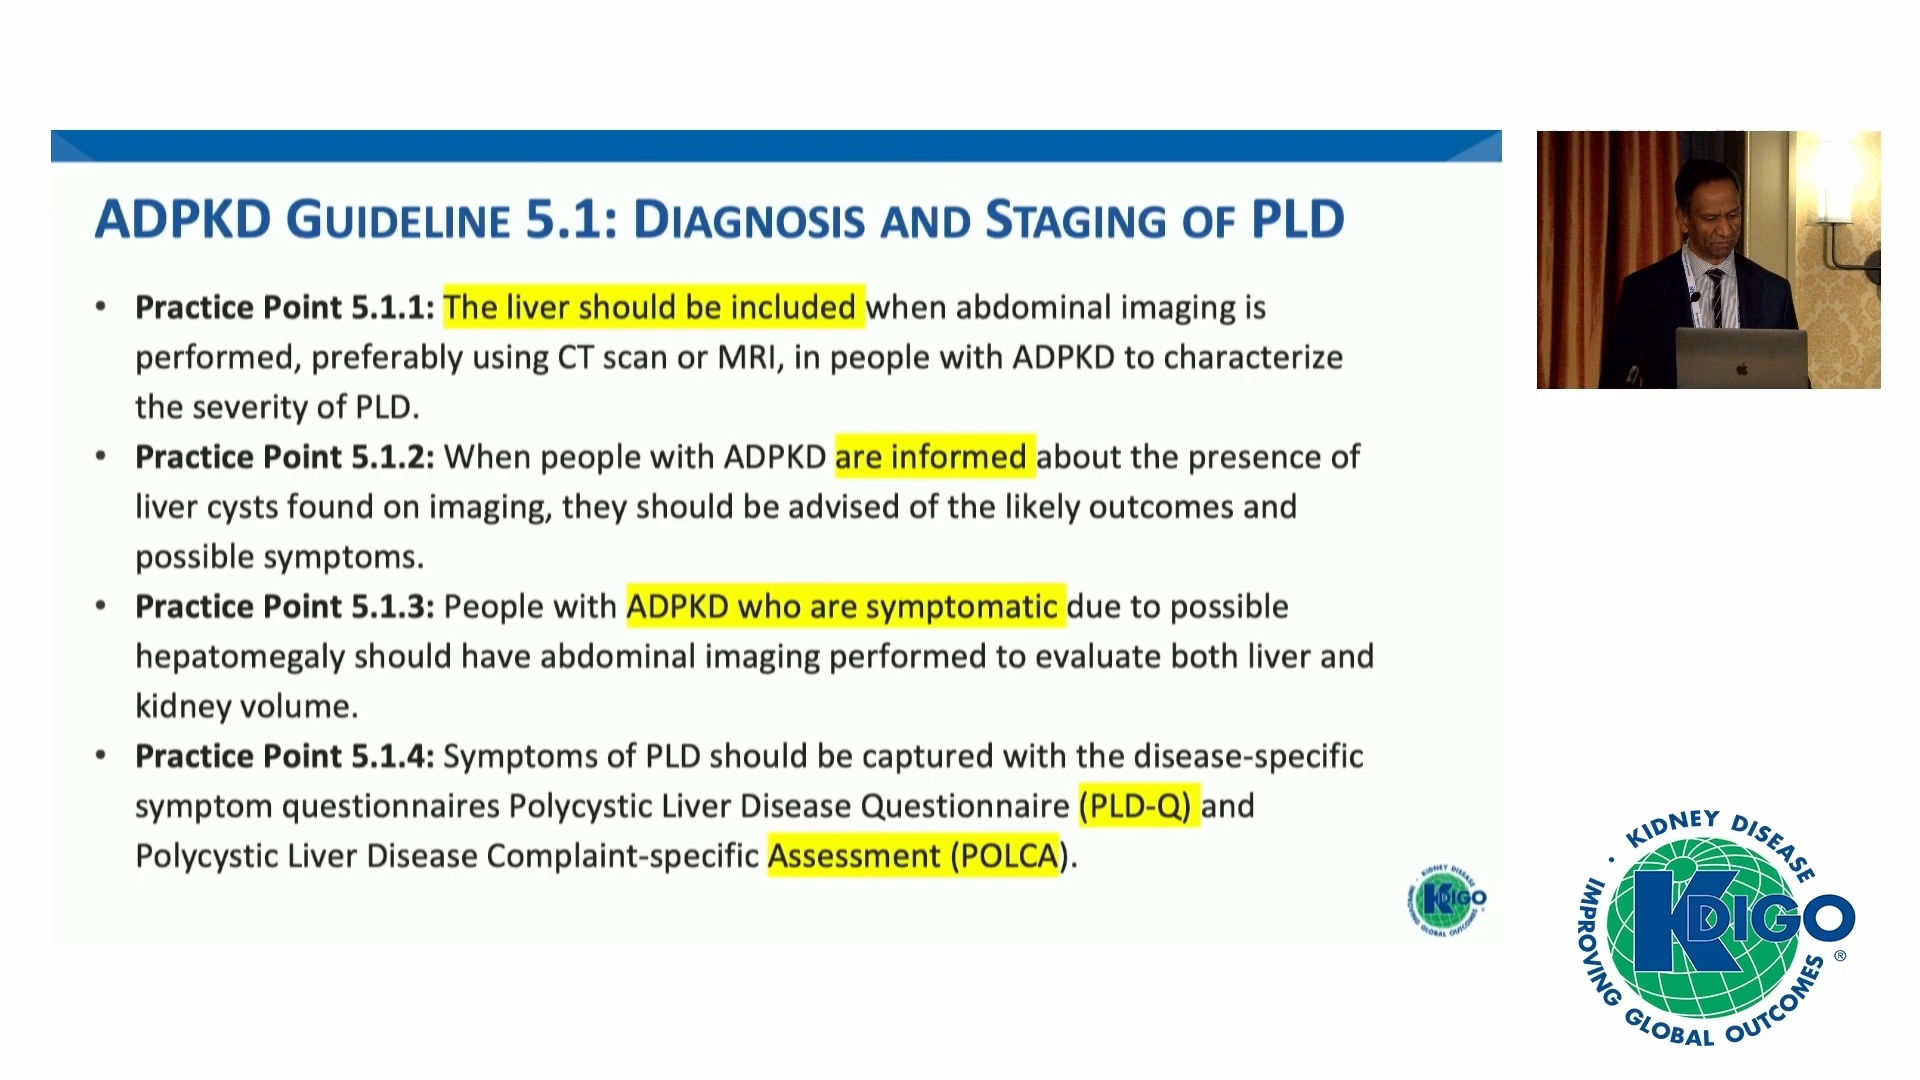 ADPKD GUIDELINE 5.1: DIAGNOSIS AND STAGING OF PLD
• Practice Point 5.1.1: The liver should be included when abdominal imaging is
performed, preferably using CT scan or MRI, in people with ADPKD to characterize
the severity of PLD.
• Practice Point 5.1.2: When people with ADPKD are informed about the presence of
liver cysts found on imaging, they should be advised of the likely outcomes and
possible symptoms.
• Practice Point 5.1.3: People with ADPKD who are symptomatic due to possible
hepatomegaly should have abdominal imaging performed to evaluate both liver and
kidney volume.
• Practice Point 5.1.4: Symptoms of PLD should be captured with the disease-specific
symptom questionnaires Polycystic Liver Disease Questionnaire (PLD-Q) and
Polycystic Liver Disease Complaint-specific Assessment (POLCA).
KIDNEY DISEASE
KDIGO
IMPROVING GLOBAL OUTCOMES
· KIDNEY DISEASE
KDIGO
®
IMPROVING GLOBAL OUTCOMES